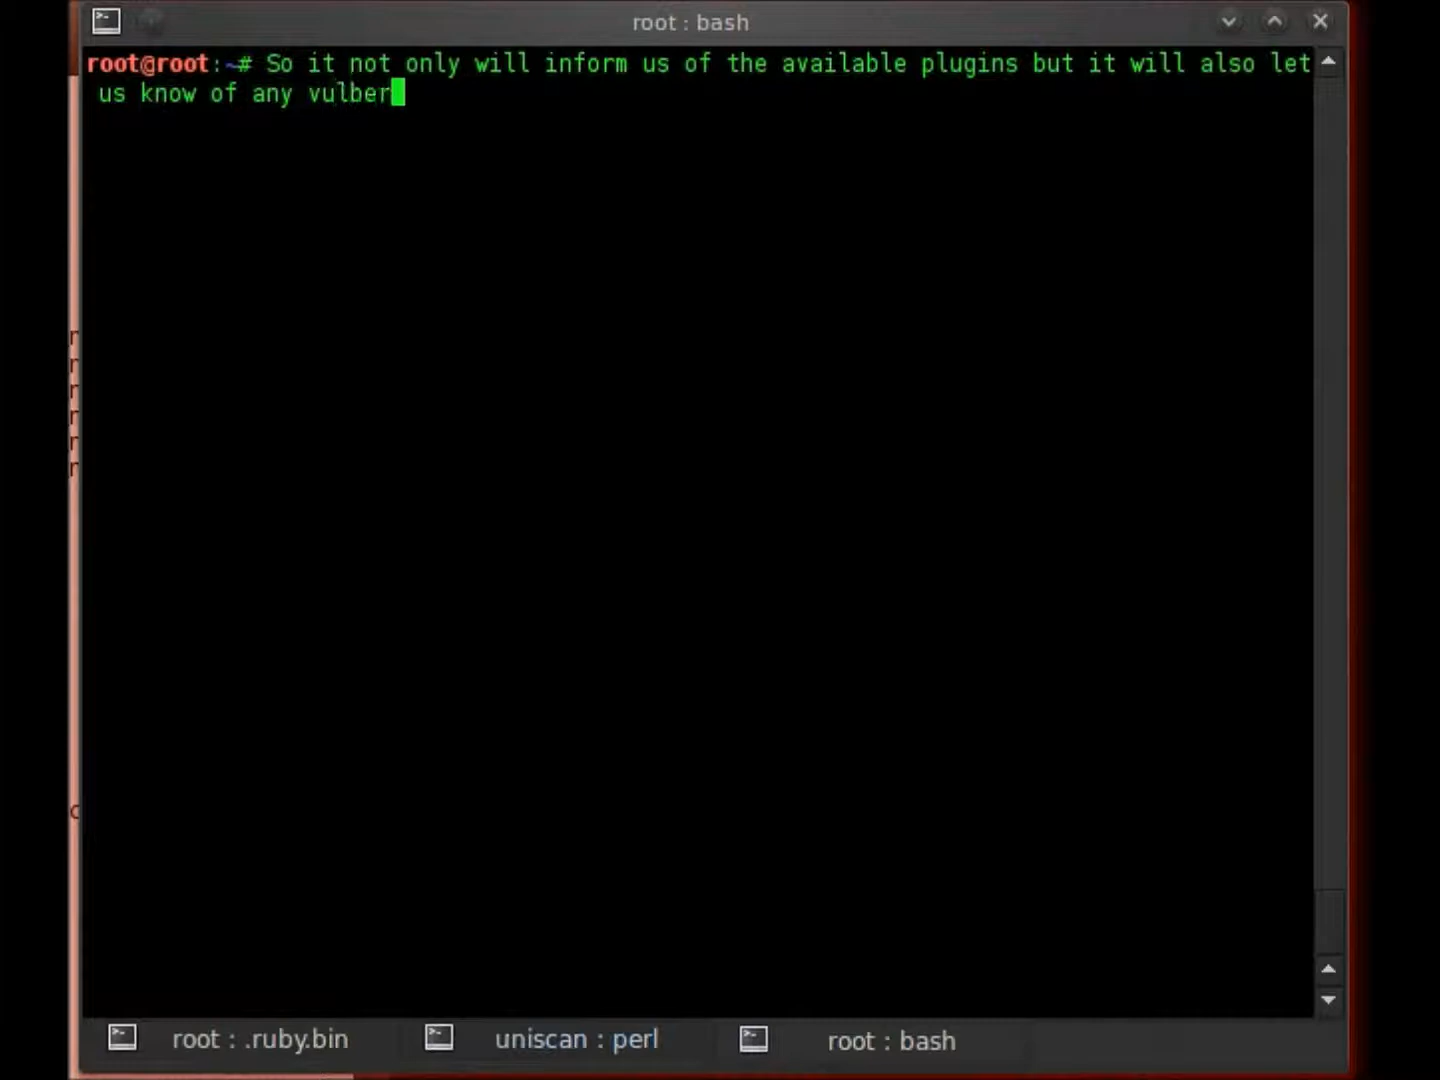 root : bash
root@root:~# So it not only will inform us of the available plugins but it will also let
us know of any vulber
root : .ruby.bin
uniscan : perl
root : bash